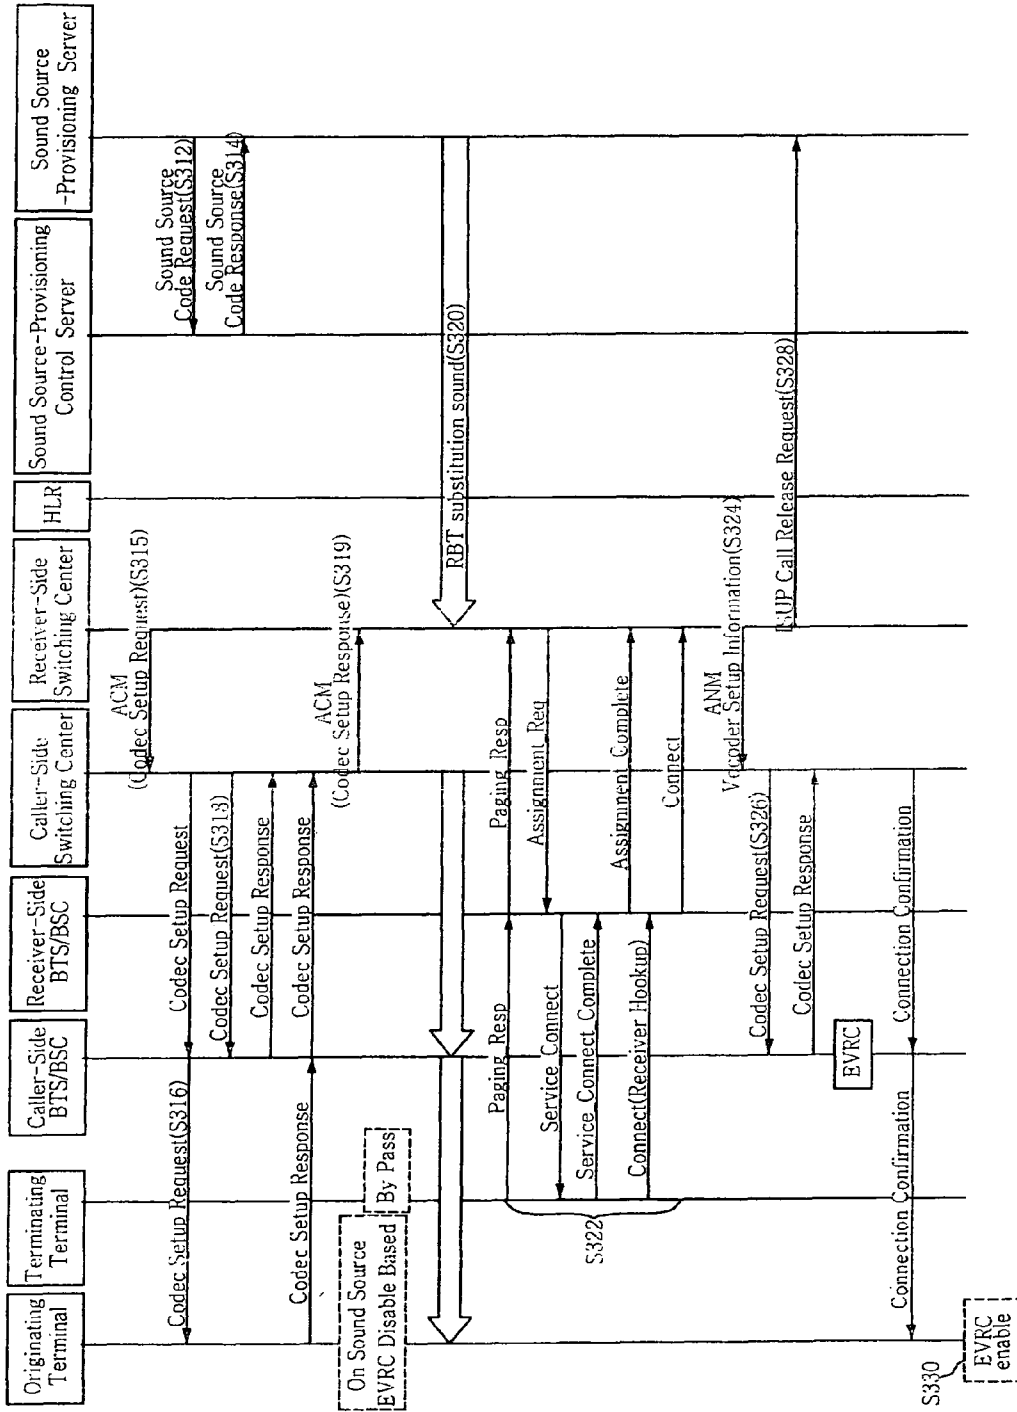 Originating
Terminal
Terminating
Terminal
Caller-Side
BTS/BSC
Receiver-Side
BTS/BSC
Caller-Side
Switching Center
Receiver-Side
Switching Center
HLR
Sound Source-Provisioning
Control Server
Sound Source
-Provisioning Server
Sound Source
Code Request(S312)
Sound Source
Code Response(S314)
ACM
(Codec Setup Request)(S315)
Codec Setup Request
Codec Setup Request(S316)
Codec Setup Request(S318)
Codec Setup Response
Codec Setup Response
Codec Setup Response
ACM
(Codec Setup Response)(S319)
On Sound Source
EVRC Disable Based
By Pass
RBT substitution sound(S320)
Paging Resp
Paging Resp
Assignment Req
Service Connect
Service Connect Complete
Assignment Complete
Connect(Receiver Hookup)
Connect
S322
ANM
Vocoder Setup Information(S324)
Codec Setup Request(S326)
ISUP Call Release Request(S328)
Codec Setup Response
EVRC
Connection Confirmation
Connection Confirmation
S330
EVRC
enable